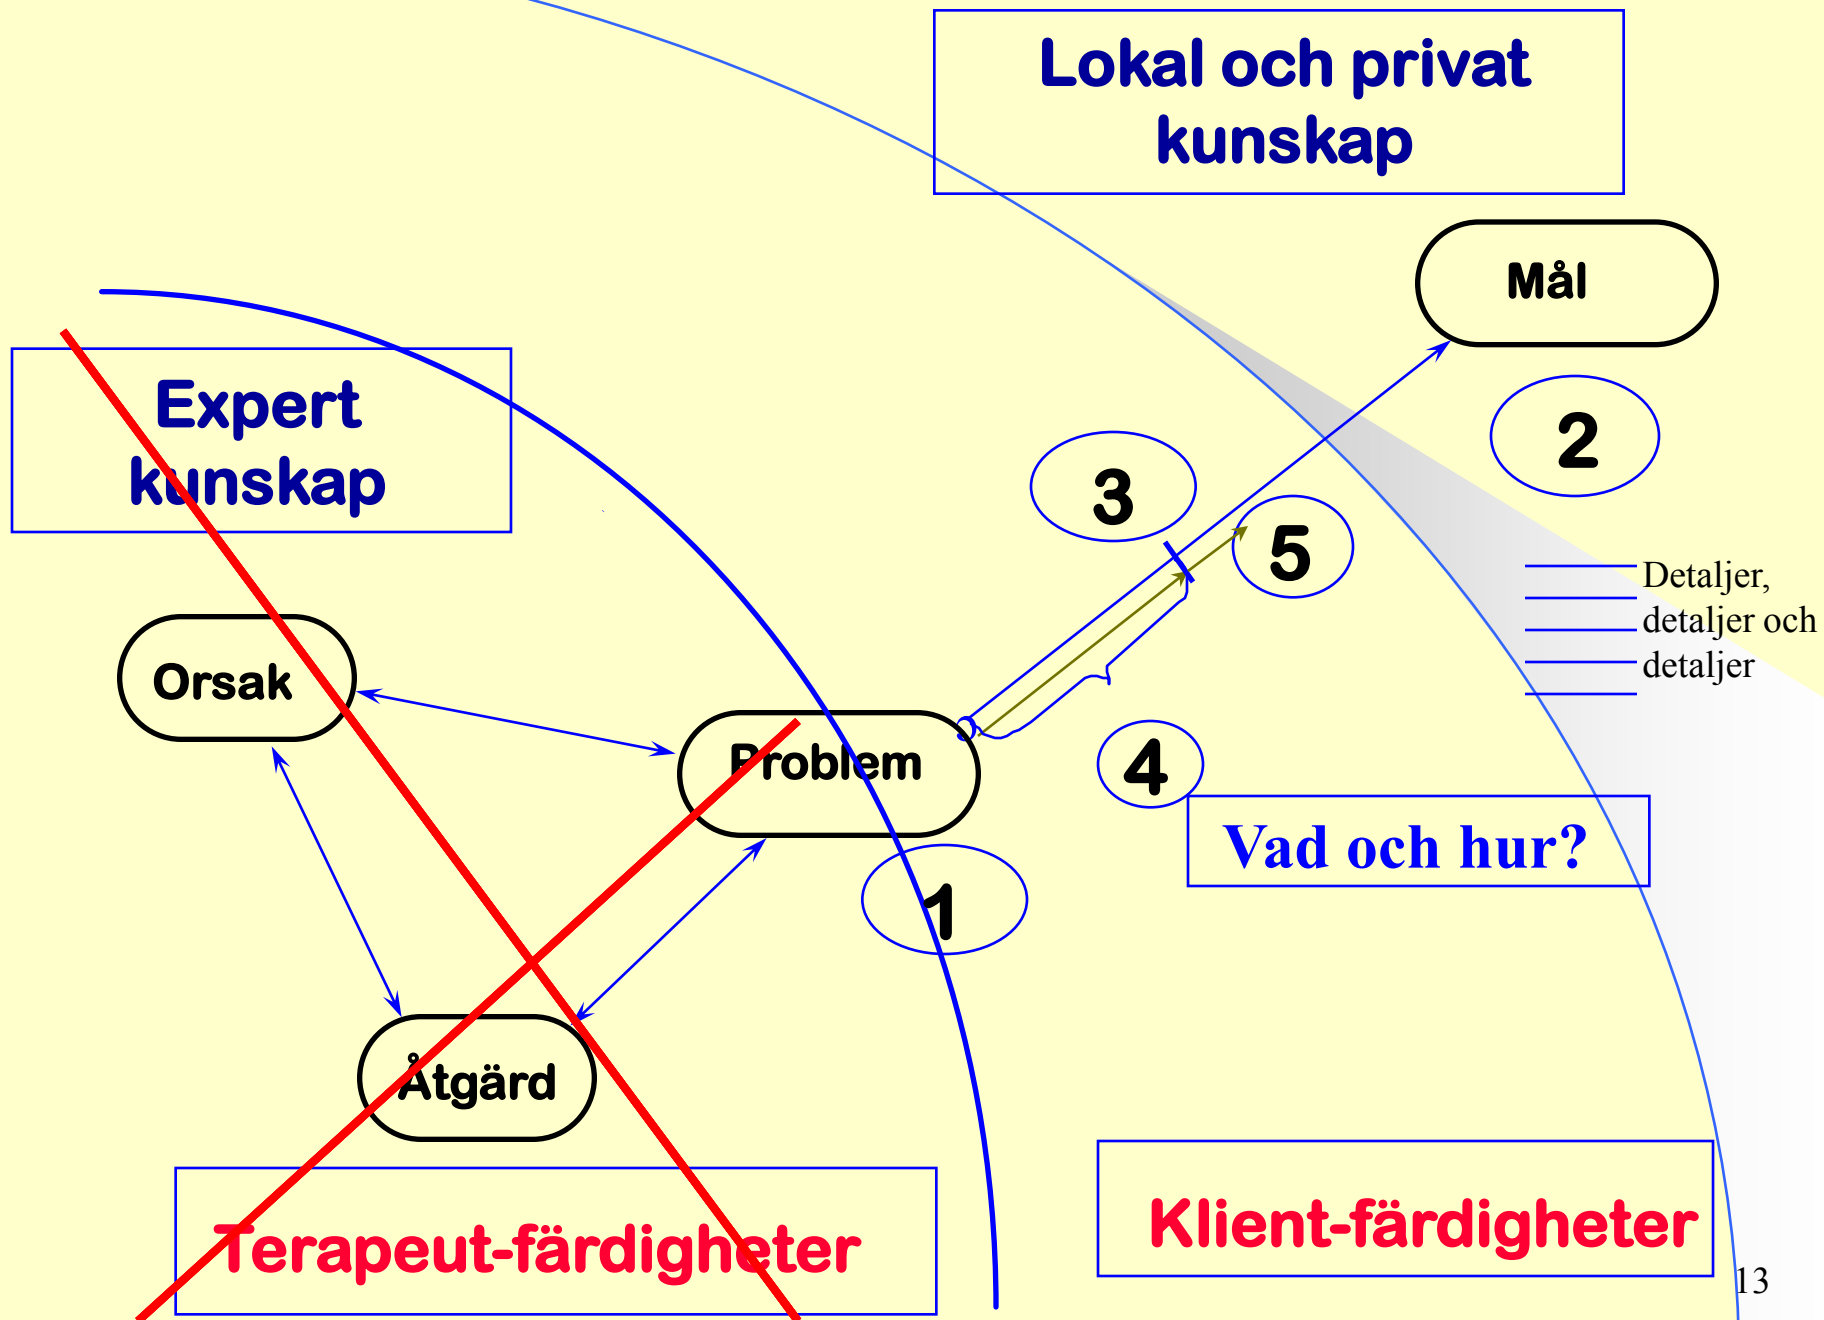 Lokal och privat
kunskap
Mål
2
Expert
kunskap
3
5
Detaljer,
detaljer och
detaljer
Orsak
Problem
4
Vad och hur?
1
Åtgärd
Terapeut-färdigheter
Klient-färdigheter
13